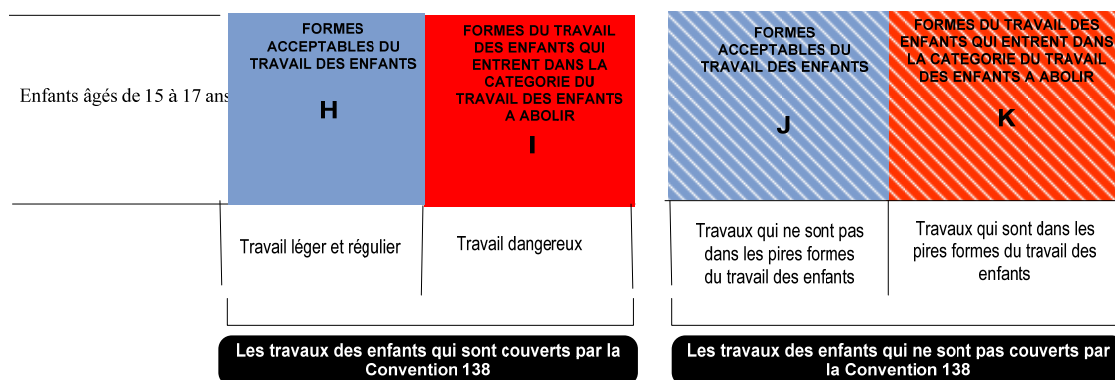 Enfants âgés de 15 à 17 ans
FORMES
ACCEPTABLES DU
TRAVAIL DES ENFANTS
H
FORMES DU TRAVAIL
DES ENFANTS QUI
ENTRENT DANS LA
CATEGORIE DU
TRAVAIL DES ENFANTS
A ABOLIR
I
FORMES
ACCEPTABLES DU
TRAVAIL DES ENFANTS
J
FORMES DU TRAVAIL DES
ENFANTS QUI ENTRENT DANS
LA CATEGORIE DU TRAVAIL
DES ENFANTS A ABOLIR
K
Travail léger et régulier
Travail dangereux
Travaux qui ne sont pas
dans les pires formes
du travail des enfants
Travaux qui sont dans les
pires formes du travail des
enfants
Les travaux des enfants qui sont couverts par la
Convention 138
Les travaux des enfants qui ne sont pas couverts par
la Convention 138